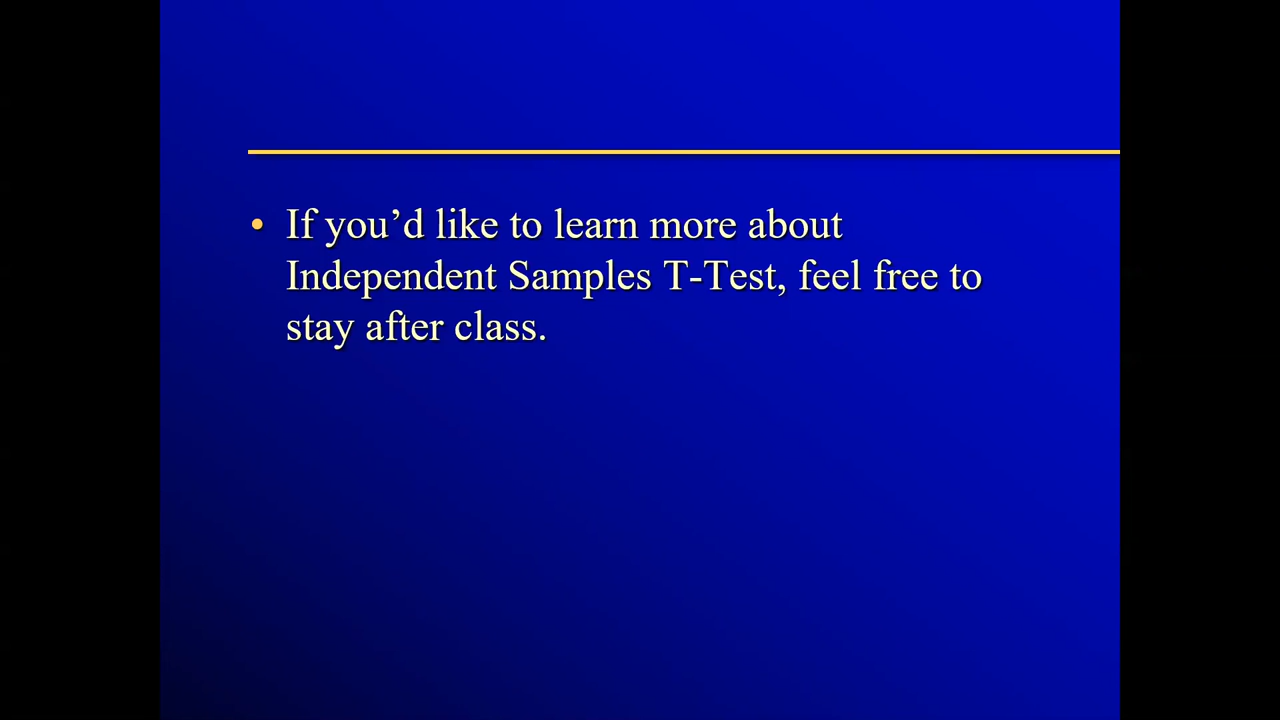 • If you’d like to learn more about
Independent Samples T-Test, feel free to
stay after class.